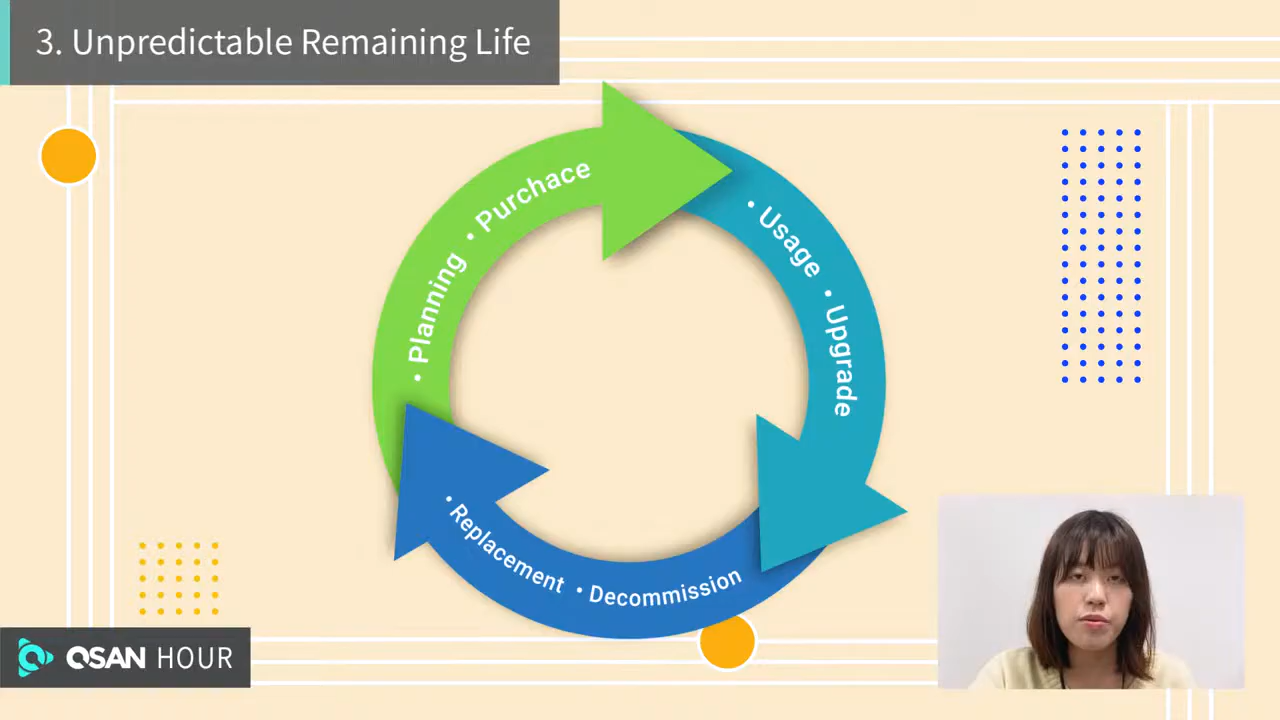 3. Unpredictable Remaining Life
• Planning • Purchace
• Usage • Upgrade
• Replacement • Decommission
QSAN HOUR